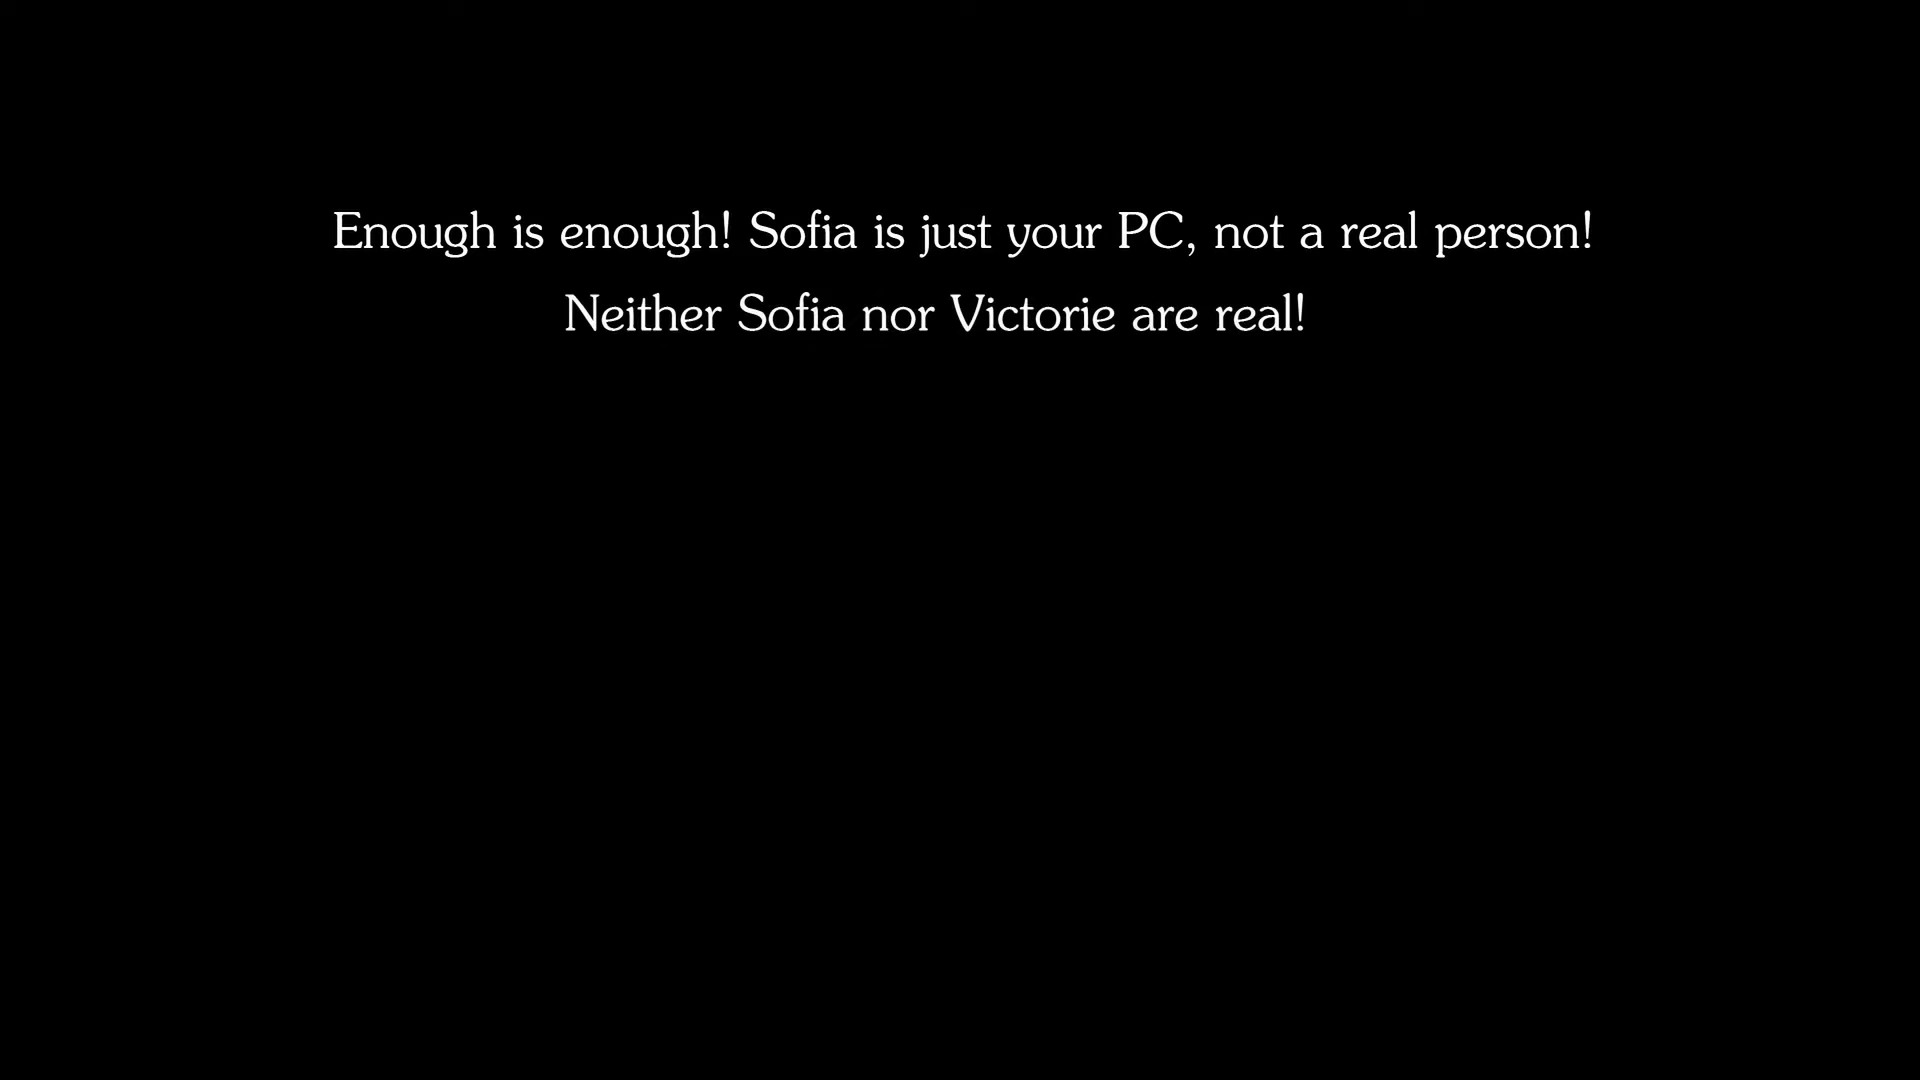 Enough is enough! Sofia is just your PC, not a real person!
Neither Sofia nor Victorie are real!